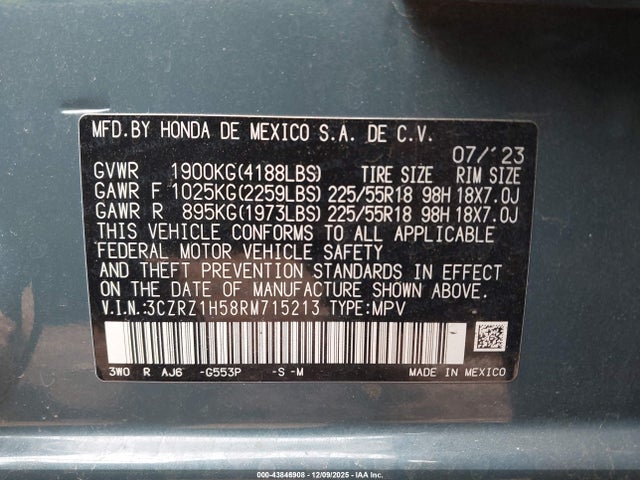 MFD.BY HONDA DE MEXICO S.A. DE C.V.
07/'23
GVWR 1900KG(4188LBS) TIRE SIZE RIM SIZE
GAWR F 1025KG(2259LBS) 225/55R18 98H 18X7.0J
GAWR R 895KG(1973LBS) 225/55R18 98H 18X7.0J
THIS VEHICLE CONFORMS TO ALL APPLICABLE
FEDERAL MOTOR VEHICLE SAFETY
AND THEFT PREVENTION STANDARDS IN EFFECT
ON THE DATE OF MANUFACTURE SHOWN ABOVE.
V.I.N.:3CZRZ1H58RM715213 TYPE:MPV
3WO R AJ6 -G553P -S -M MADE IN MEXICO
000-43846908 - 12/09/2025 - IAA Inc.